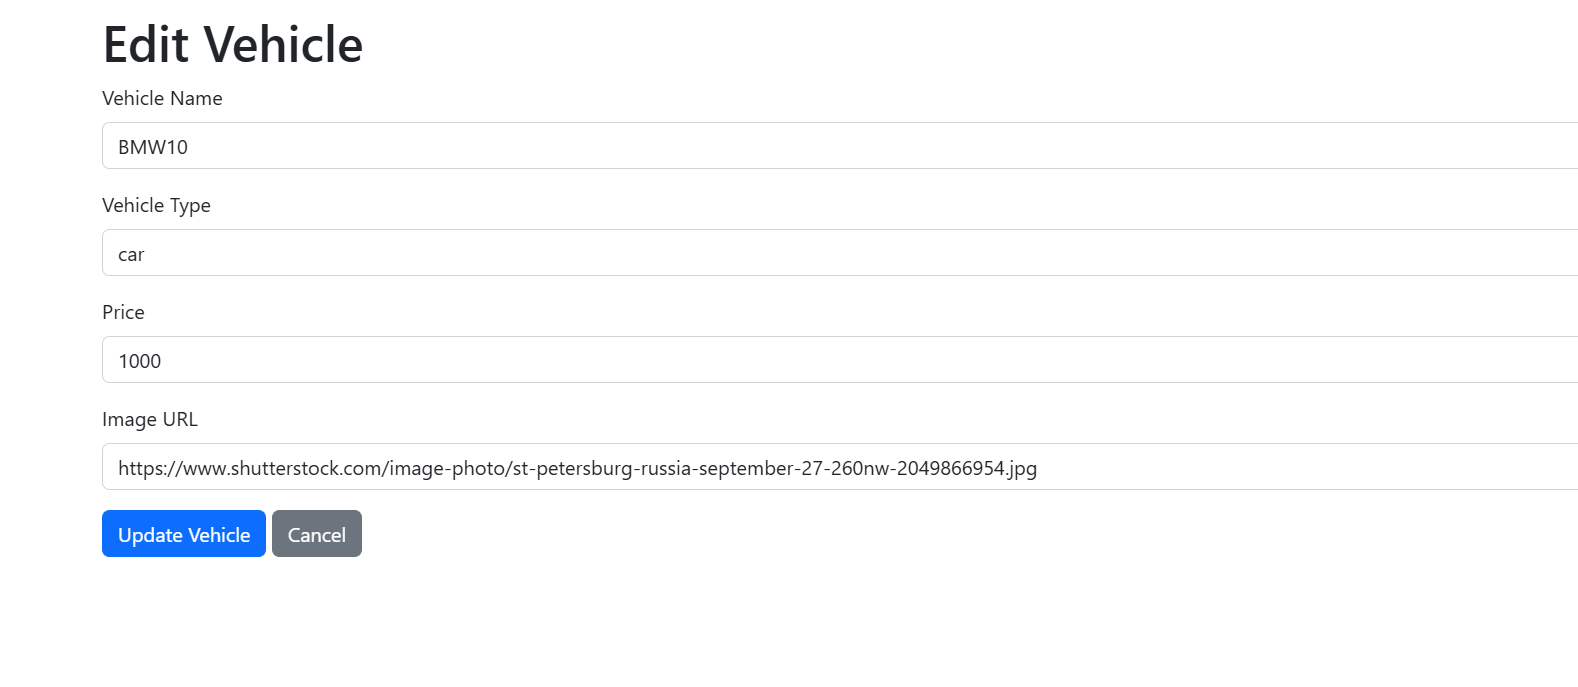 Edit Vehicle
Vehicle Name
BMW10
Vehicle Type
car
Price
1000
Image URL
https://www.shutterstock.com/image-photo/st-petersburg-russia-september-27-260nw-2049866954.jpg
Update Vehicle Cancel